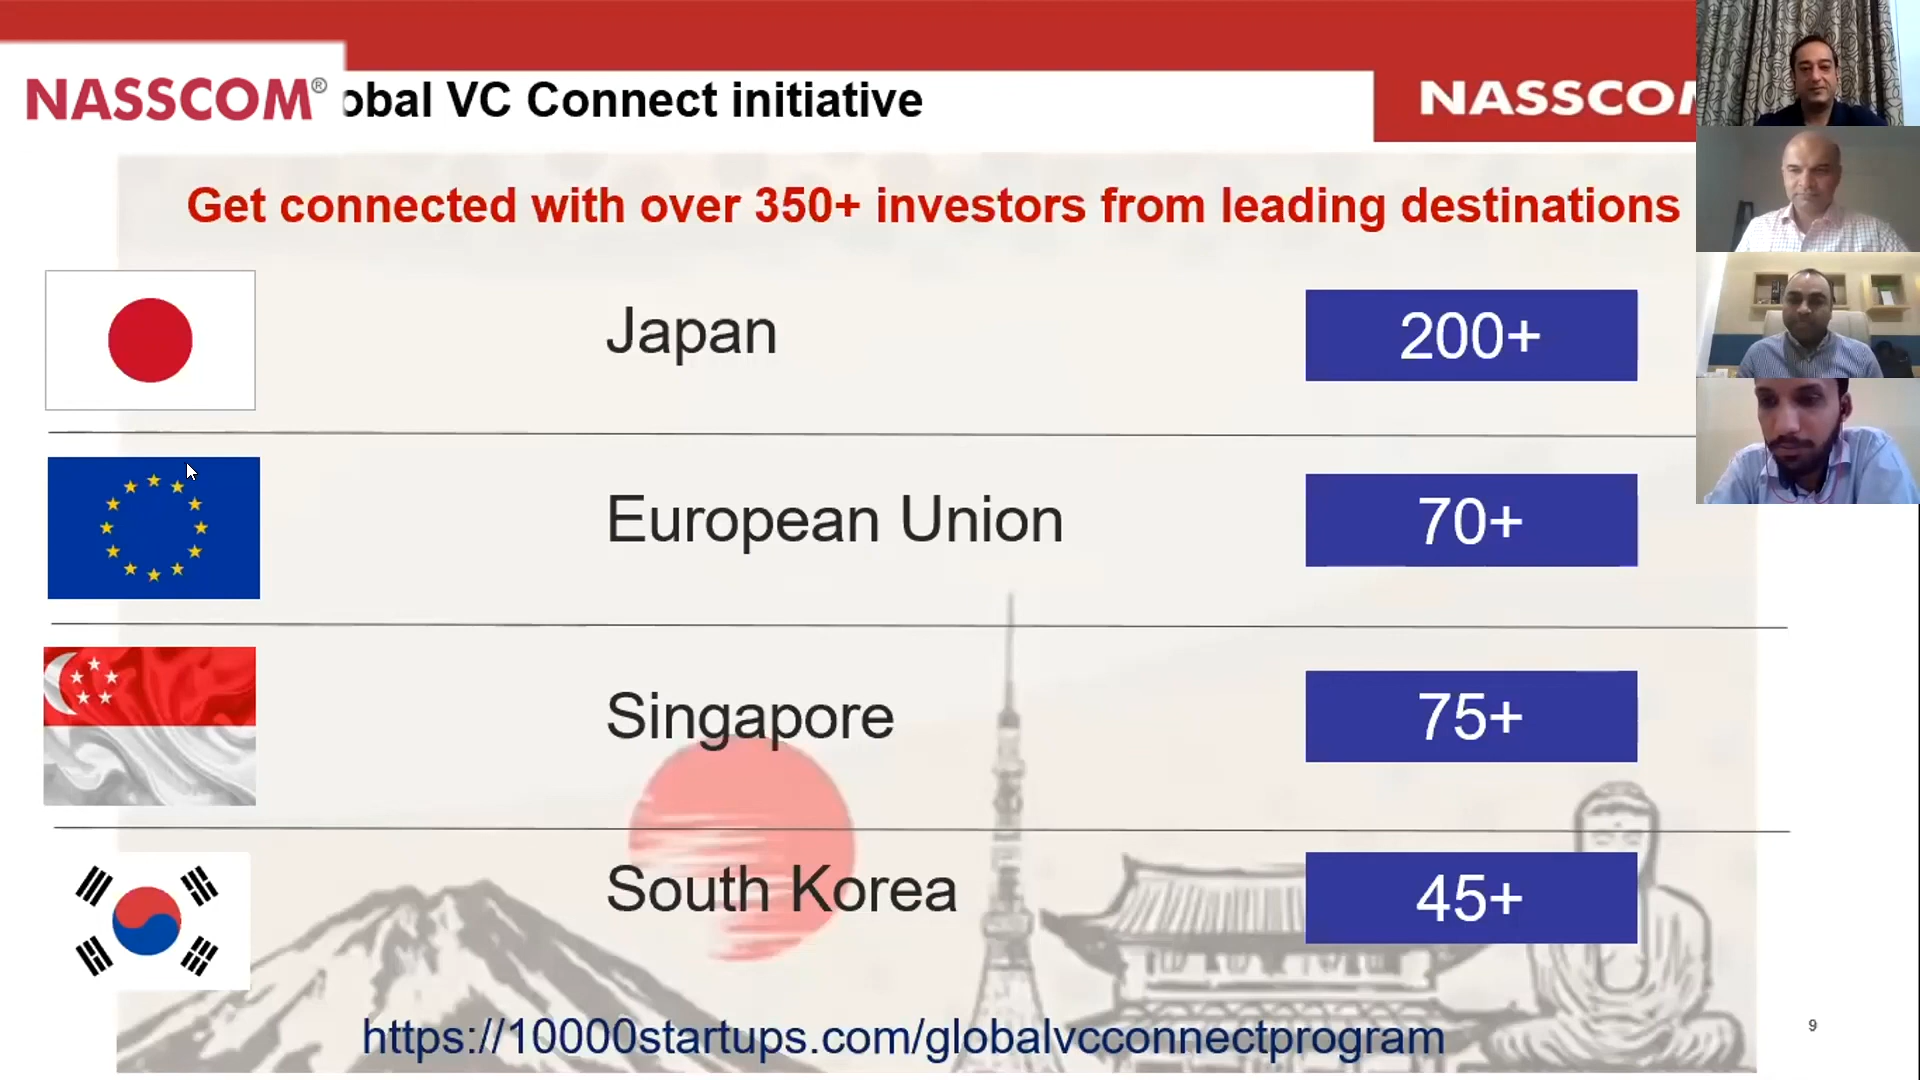 NASSCOM®
obal VC Connect initiative
NASSCOM
Get connected with over 350+ investors from leading destinations
Japan
200+
European Union
70+
Singapore
75+
South Korea
45+
https://10000startups.com/globalvcconnectprogram
9